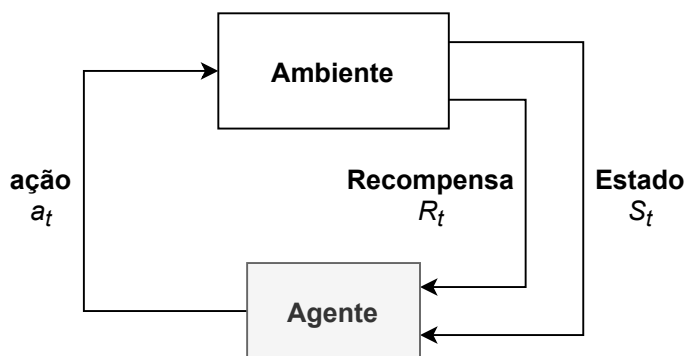 Ambiente
ação
a_t
Recompensa
R_t
Estado
S_t
Agente